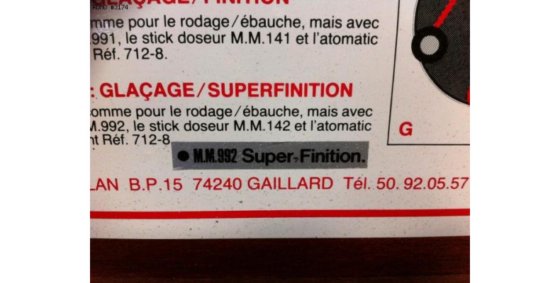 GLAÇAGE/FINITION
omme pour le rodage/ébauche, mais avec
.991, le stick doseur M.M.141 et l'atomatic
Réf. 712-8.
: GLAÇAGE/SUPERFINITION
omme pour le rodage/ébauche, mais avec
M.992, le stick doseur M.M.142 et l'atomatic
nt Réf. 712-8
● M.M.992 Super-Finition.
G
LAN B.P.15 74240 GAILLARD Tél. 50. 92.05.57